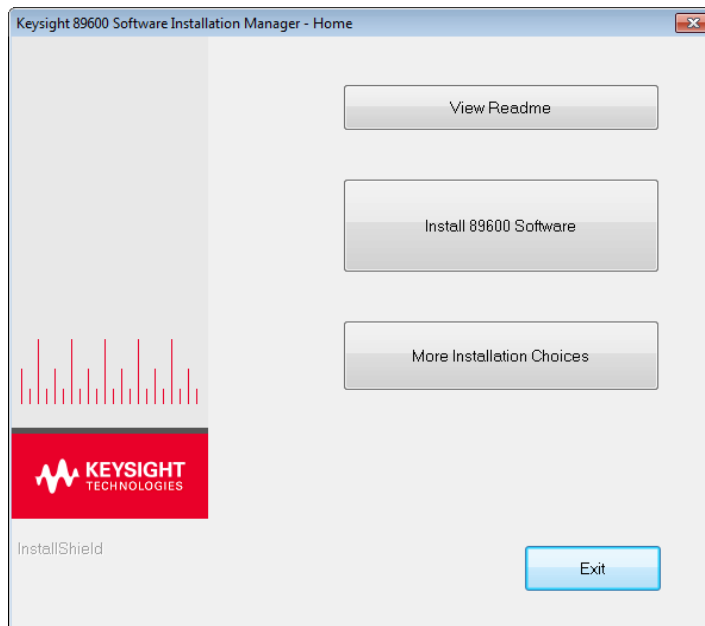 Keysight 89600 Software Installation Manager - Home
View Readme
Install 89600 Software
More Installation Choices
KEYSIGHT
TECHNOLOGIES
InstallShield
Exit